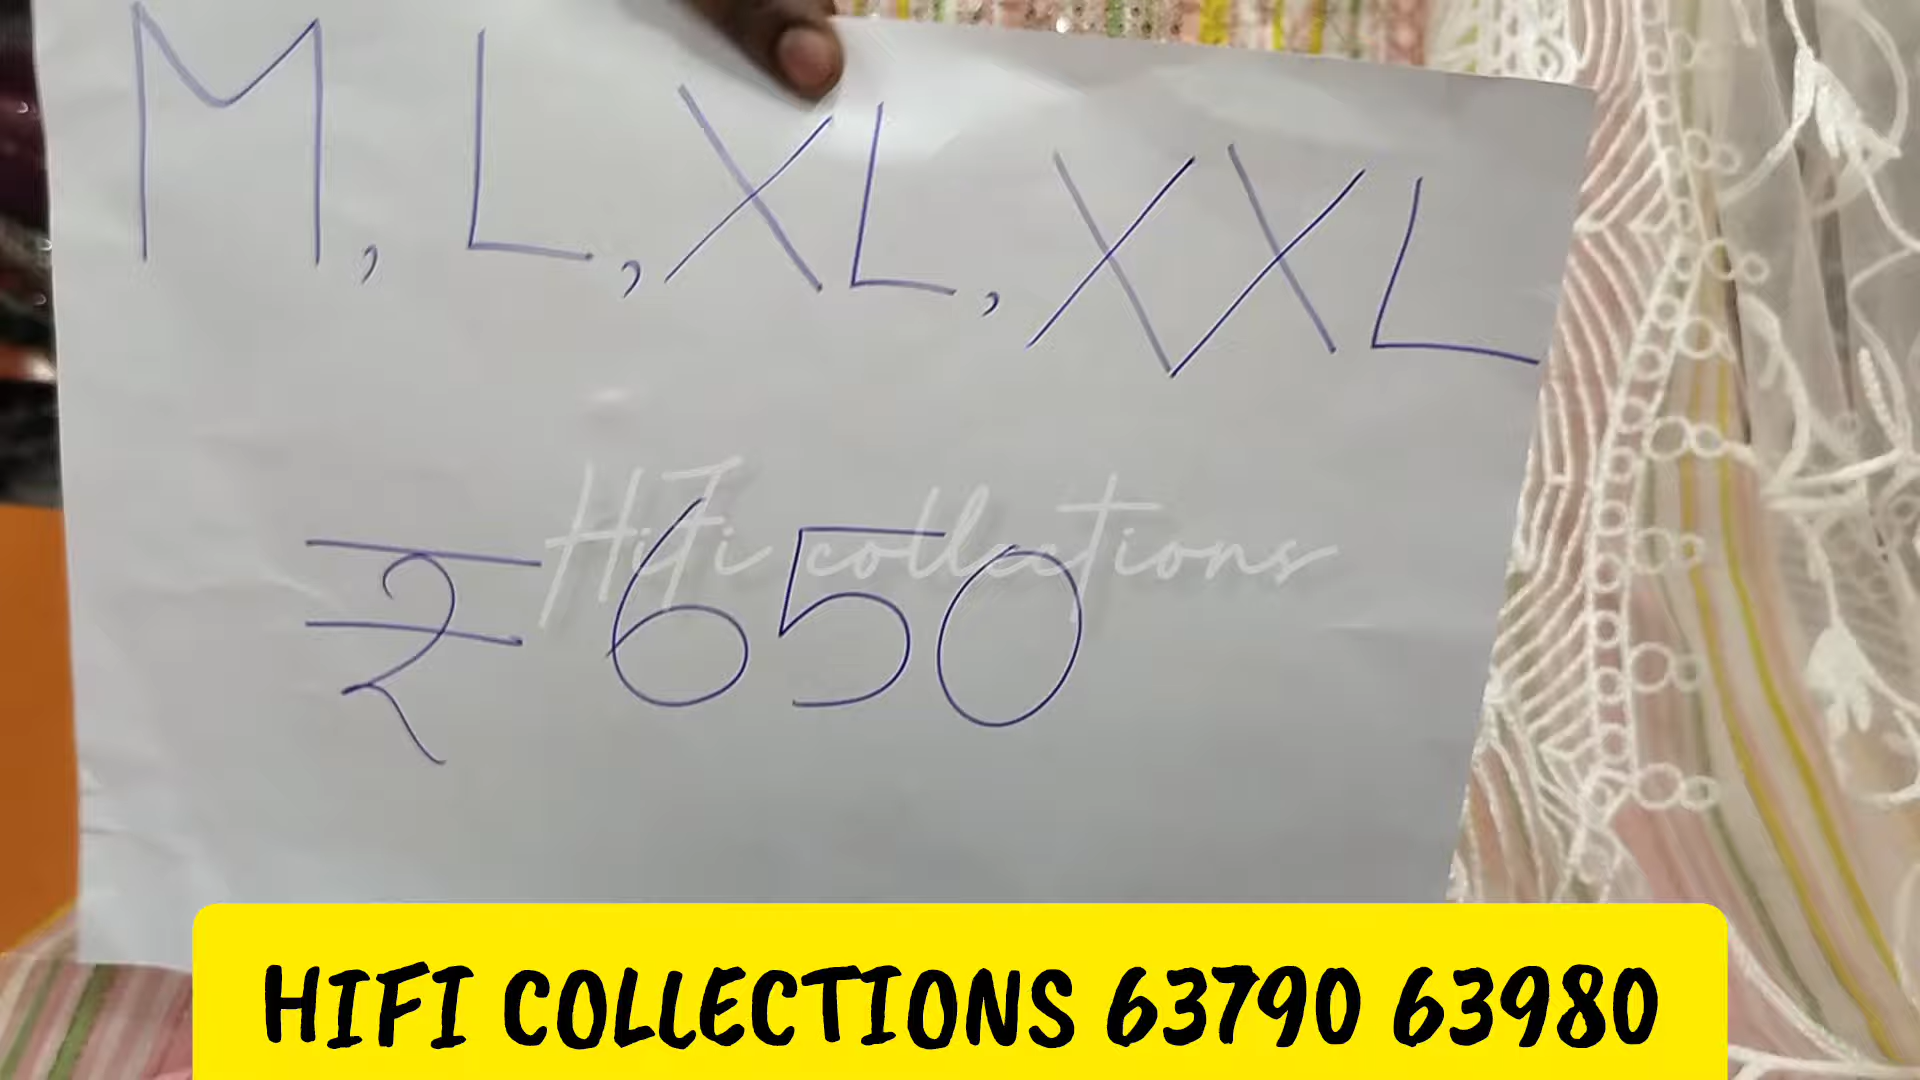 M, L, XL, XXL
₹ 650
HiFi collections
HIFI COLLECTIONS 63790 63980